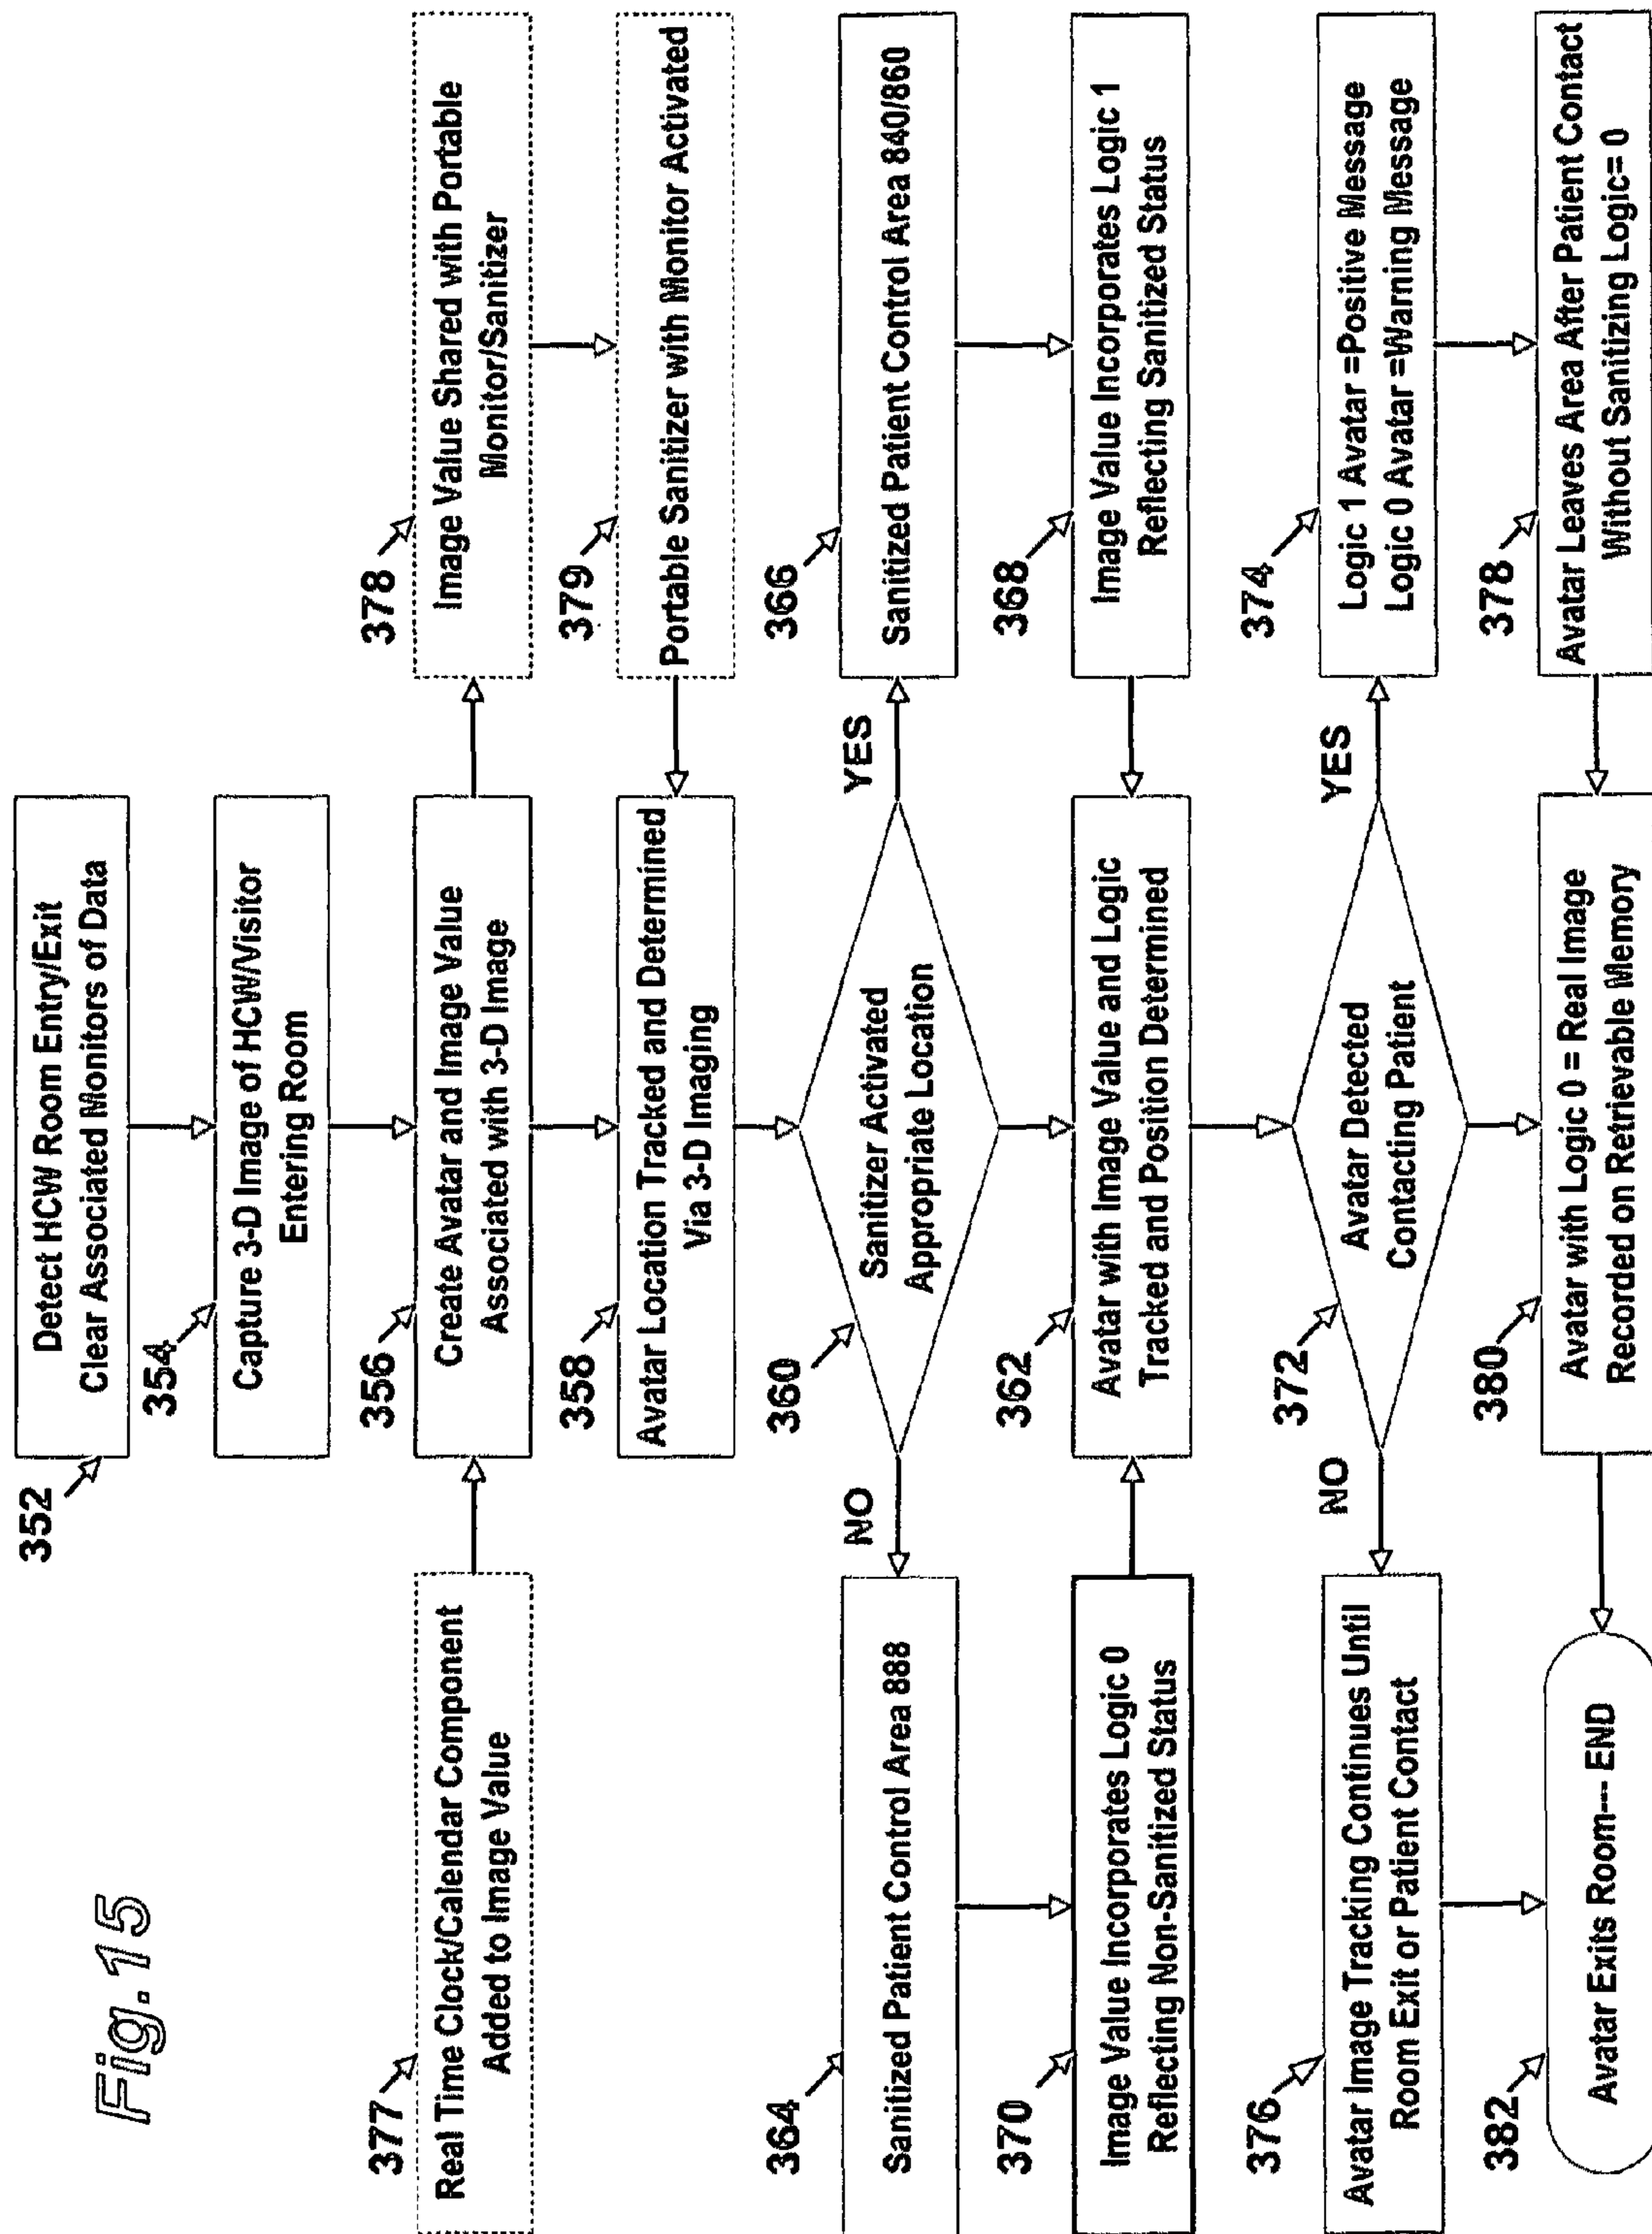 Fig. 15
352
Detect HCW Room Entry/Exit
Clear Associated Monitors of Data
354
Capture 3-D Image of HCW/Visitor
Entering Room
377
Real Time Clock/Calendar Component
Added to Image Value
356
Create Avatar and Image Value
Associated with 3-D Image
378
Image Value Shared with Portable
Monitor/Sanitizer
358
Avatar Location Tracked and Determined
Via 3-D Imaging
379
Portable Sanitizer with Monitor Activated
360
Sanitizer Activated
Appropriate Location
NO
YES
364
Sanitized Patient Control Area 888
366
Sanitized Patient Control Area 840/860
370
Image Value Incorporates Logic 0
Reflecting Non-Sanitized Status
362
Avatar with Image Value and Logic
Tracked and Position Determined
368
Image Value Incorporates Logic 1
Reflecting Sanitized Status
372
Avatar Detected
Contacting Patient
NO
YES
376
Avatar Image Tracking Continues Until
Room Exit or Patient Contact
374
Logic 1 Avatar =Positive Message
Logic 0 Avatar =Warning Message
382
Avatar Exits Room--- END
380
Avatar with Logic 0 = Real Image
Recorded on Retrievable Memory
378
Avatar Leaves Area After Patient Contact
Without Sanitizing Logic= 0